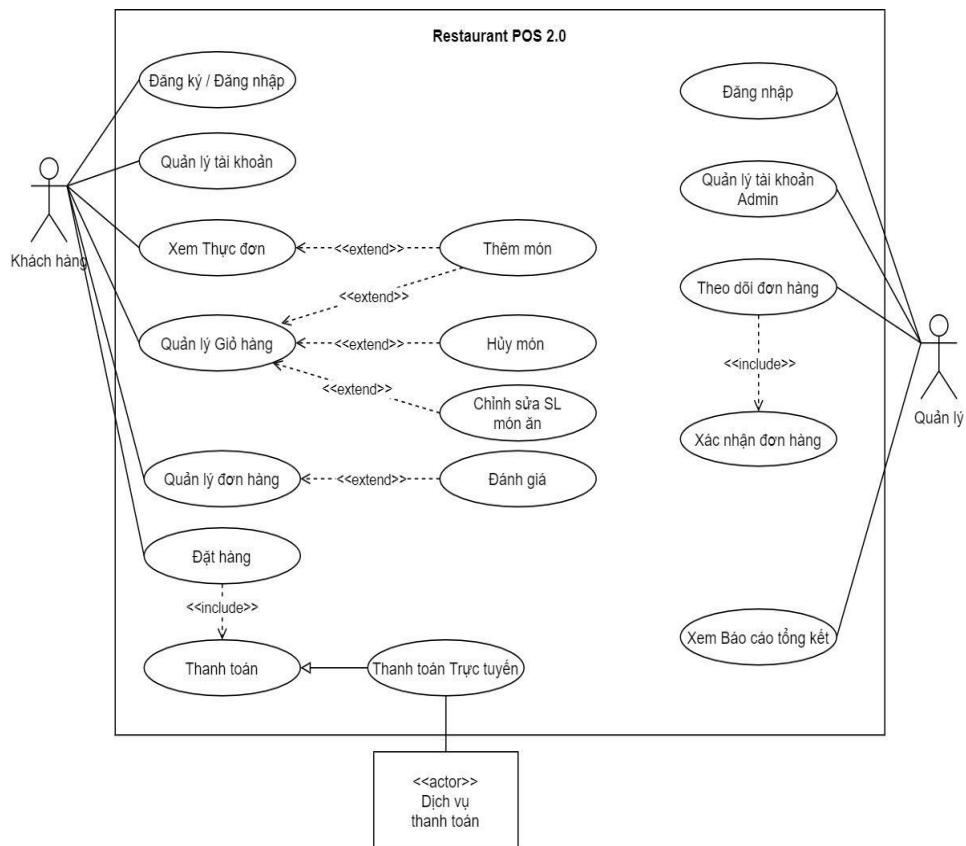 Restaurant POS 2.0
Đăng ký / Đăng nhập
Đăng nhập
Quản lý tài khoản
Quản lý tài khoản
Admin
Khách hàng
Xem Thực đơn
<<extend>>
Thêm món
Theo dõi đơn hàng
<<extend>>
Quản lý Giỏ hàng
<<extend>>
Hủy món
<<include>>
<<extend>>
Chỉnh sửa SL
món ăn
Quản lý
Xác nhận đơn hàng
Quản lý đơn hàng
<<extend>>
Đánh giá
Đặt hàng
<<include>>
Xem Báo cáo tổng kết
Thanh toán
Thanh toán Trực tuyến
<<actor>>
Dịch vụ
thanh toán